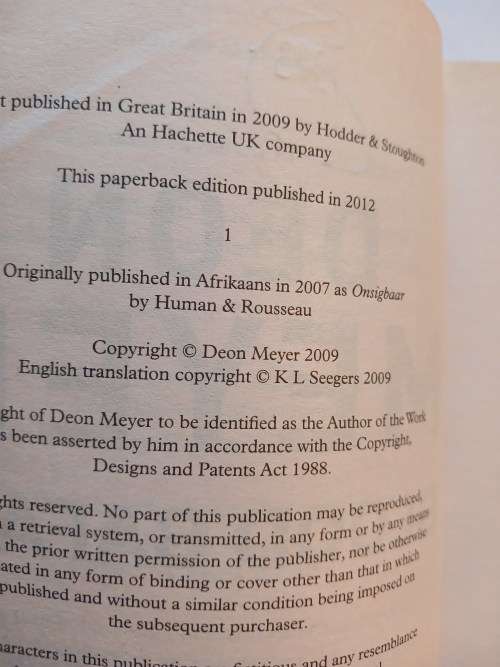 t published in Great Britain in 2009 by Hodder & Stoughton
An Hachette UK company
This paperback edition published in 2012
1
Originally published in Afrikaans in 2007 as Onsigbaar
by Human & Rousseau
Copyright © Deon Meyer 2009
English translation copyright © K L Seegers 2009
ght of Deon Meyer to be identified as the Author of the Work
s been asserted by him in accordance with the Copyright,
Designs and Patents Act 1988.
ghts reserved. No part of this publication may be reproduced,
a retrieval system, or transmitted, in any form or by any means
the prior written permission of the publisher, nor be otherwise
ated in any form of binding or cover other than that in which
published and without a similar condition being imposed on
the subsequent purchaser.
aracters in this publication and any resemblance